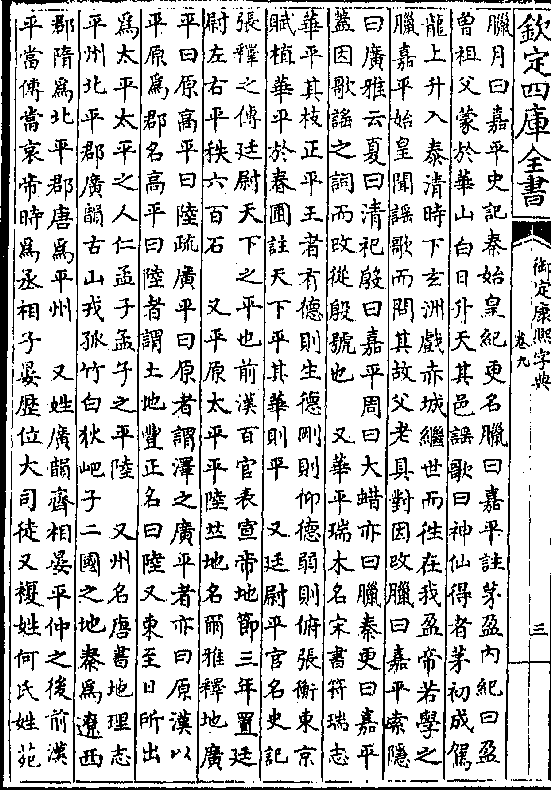 欽定四庫全書
御定康熙字典
卷九
三
臘月曰嘉平史記秦始皇紀更名臘曰嘉平註茅盈内紀曰盈
曾祖父蒙於華山白日升天其邑謡歌曰神仙得者茅初成駕
龍上升入泰清時下玄洲戲赤城繼世而徃在我盈帝若學之
臘嘉平始皇聞謡歌而問其故父老具對因改臘曰嘉平索隱
曰廣雅云夏曰清祀殷曰嘉平周曰大蜡亦曰臘秦更曰嘉平
蓋因歌謡之詞而改從殷號也　又華平瑞木名宋書符瑞志
華平其枝正平王者有德則生德剛則仰德弱則俯張衡東京
賦植華平於春圃註天下平其華則平　又廷尉平官名史記
張釋之傳廷尉天下之平也前漢百官表宣帝地節三年置廷
尉左右平秩六百石　又平原太平平陸𠀤地名爾雅釋地廣
平曰原高平曰陸疏廣平曰原者謂澤之廣平者亦曰原漢以
平原爲郡名高平曰陸者謂土地豐正名曰陸又東至日所出
爲太平太平之人仁孟子孟子之平陸　又州名唐書地理志
平州北平郡廣韻古山戎孤竹白狄岊子二國之地秦爲遼西
郡隋爲北平郡唐爲平州　又姓廣韻齊相晏平仲之後前漢
平當傳當哀帝時爲丞相子晏歴位大司徒又複姓何氏姓苑